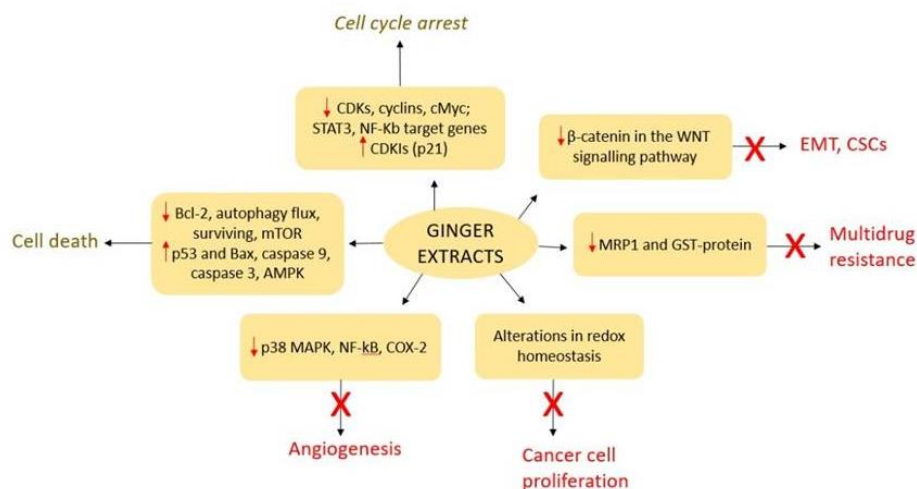 Cell cycle arrest
↓ CDKs, cyclins, cMyc;
STAT3, NF-Kb target genes
↑ CDKIs (p21)
↓ β-catenin in the WNT
signalling pathway
EMT, CSCs
Cell death
↓ Bcl-2, autophagy flux,
surviving, mTOR
↑ p53 and Bax, caspase 9,
caspase 3, AMPK
GINGER
EXTRACTS
↓ MRP1 and GST-protein
Multidrug
resistance
↓ p38 MAPK, NF-kB, COX-2
Alterations in redox
homeostasis
Angiogenesis
Cancer cell
proliferation